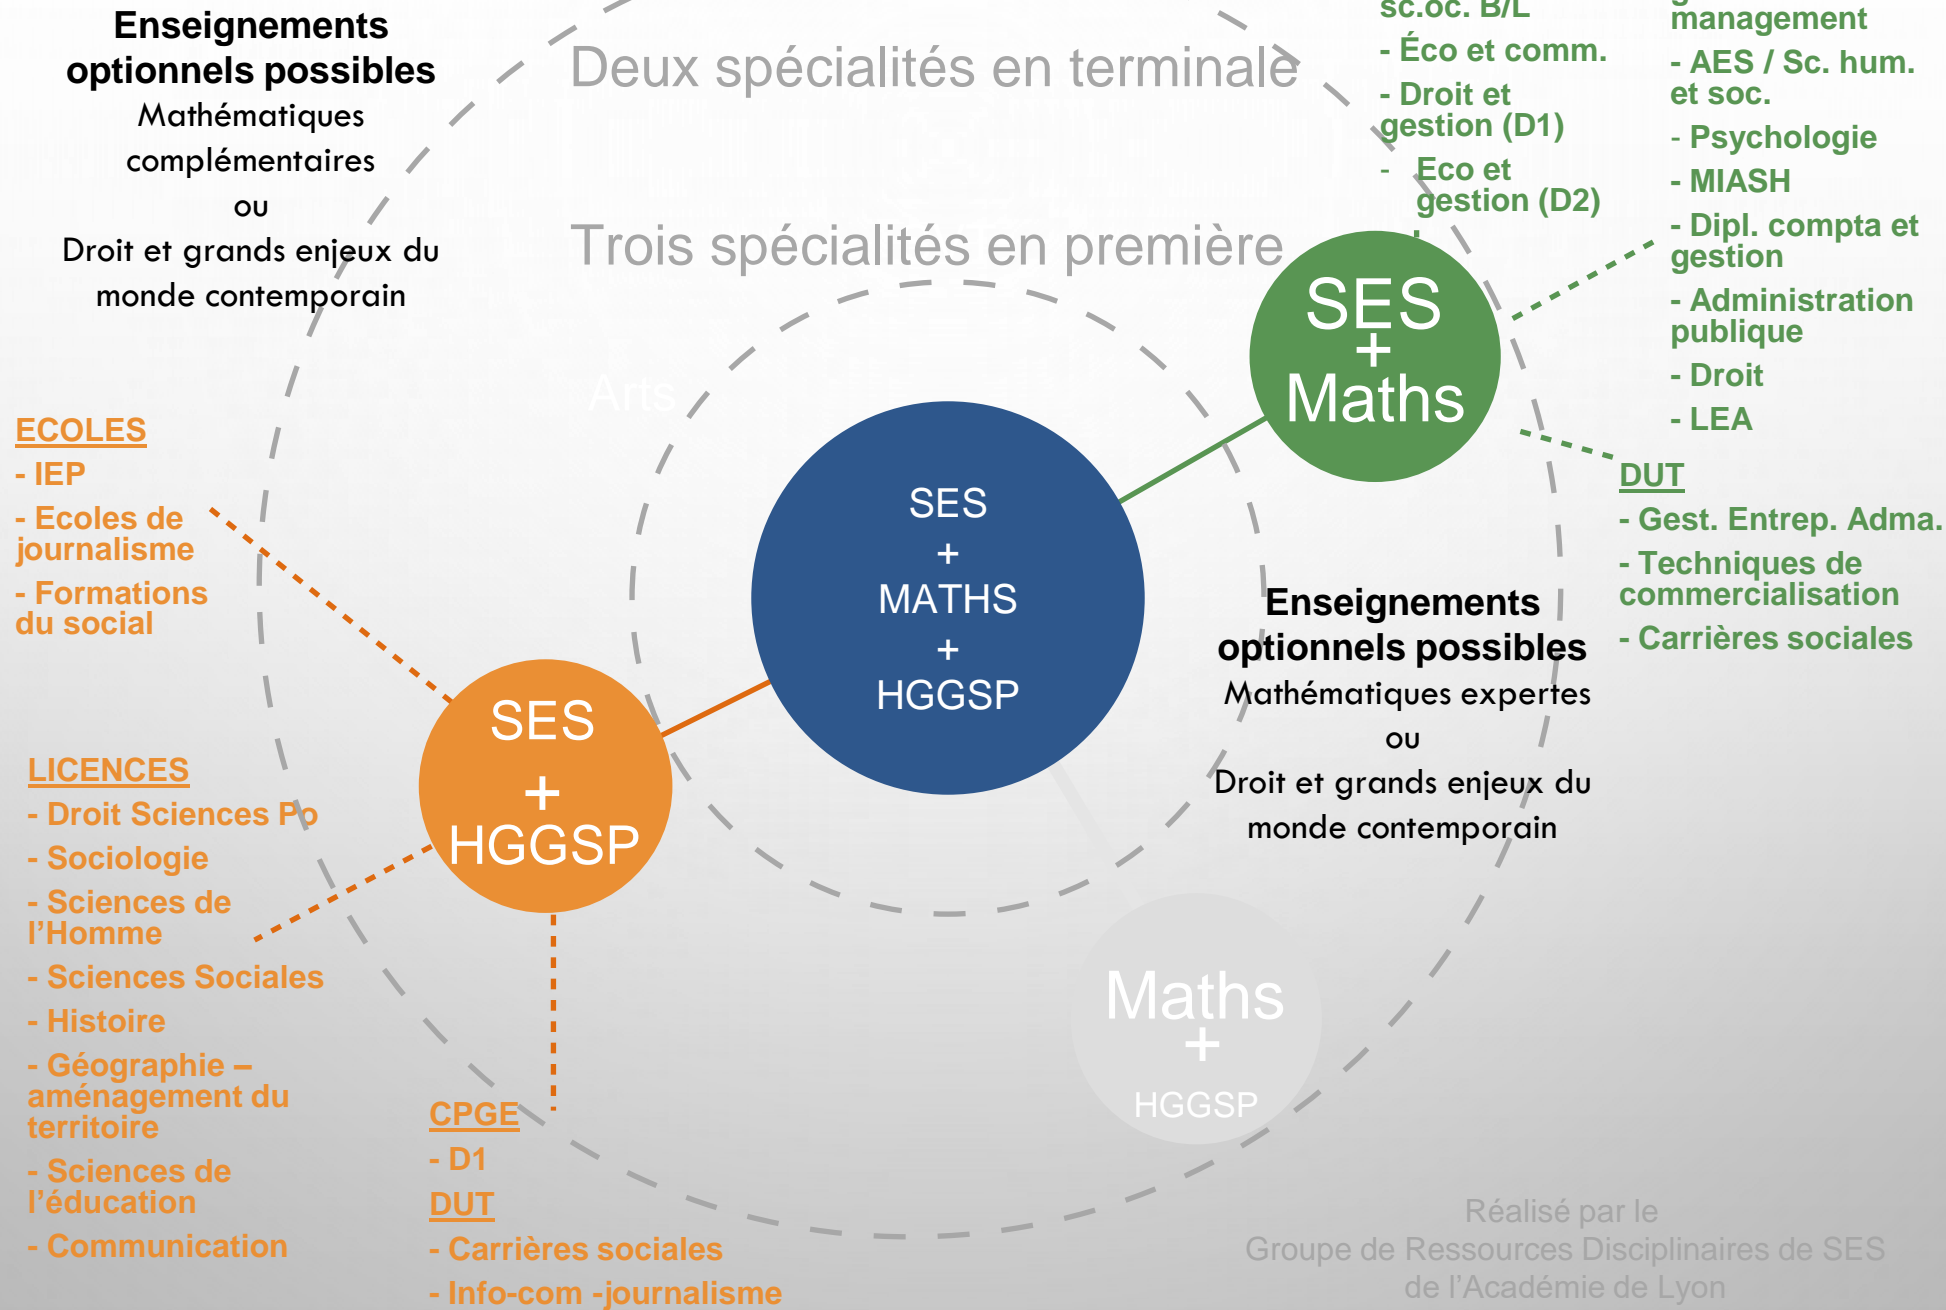 Enseignements
optionnels possibles
Mathématiques
complémentaires
ou
Droit et grands enjeux du
monde contemporain
Deux spécialités en terminale
Trois spécialités en première
Arts
sc.oc. B/L
- Éco et comm.
- Droit et
gestion (D1)
- Eco et
gestion (D2)
management
- AES / Sc. hum.
et soc.
- Psychologie
- MIASH
- Dipl. compta et
gestion
- Administration
publique
- Droit
- LEA
SES
+
Maths
DUT
- Gest. Entrep. Adma.
- Techniques de
commercialisation
- Carrières sociales
SES
+
MATHS
+
HGGSP
Enseignements
optionnels possibles
Mathématiques expertes
ou
Droit et grands enjeux du
monde contemporain
ECOLES
- IEP
- Ecoles de
journalisme
- Formations
du social
SES
+
HGGSP
LICENCES
- Droit Sciences Po
- Sociologie
- Sciences de
l'Homme
- Sciences Sociales
- Histoire
- Géographie –
aménagement du
territoire
- Sciences de
l'éducation
- Communication
CPGE
- D1
DUT
- Carrières sociales
- Info-com -journalisme
Maths
+
HGGSP
Réalisé par le
Groupe de Ressources Disciplinaires de SES
de l'Académie de Lyon